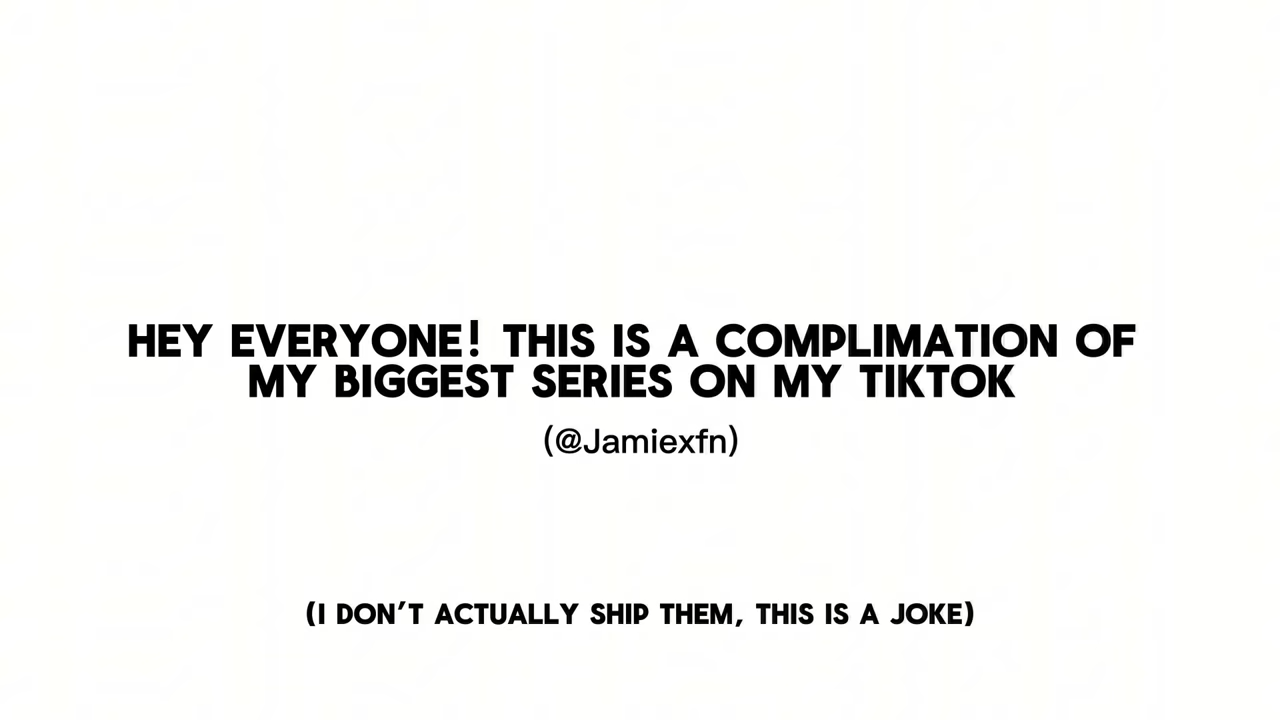 HEY EVERYONE! THIS IS A COMPLIMATION OF
MY BIGGEST SERIES ON MY TIKTOK
(@Jamiexfn)
(I DON'T ACTUALLY SHIP THEM, THIS IS A JOKE)